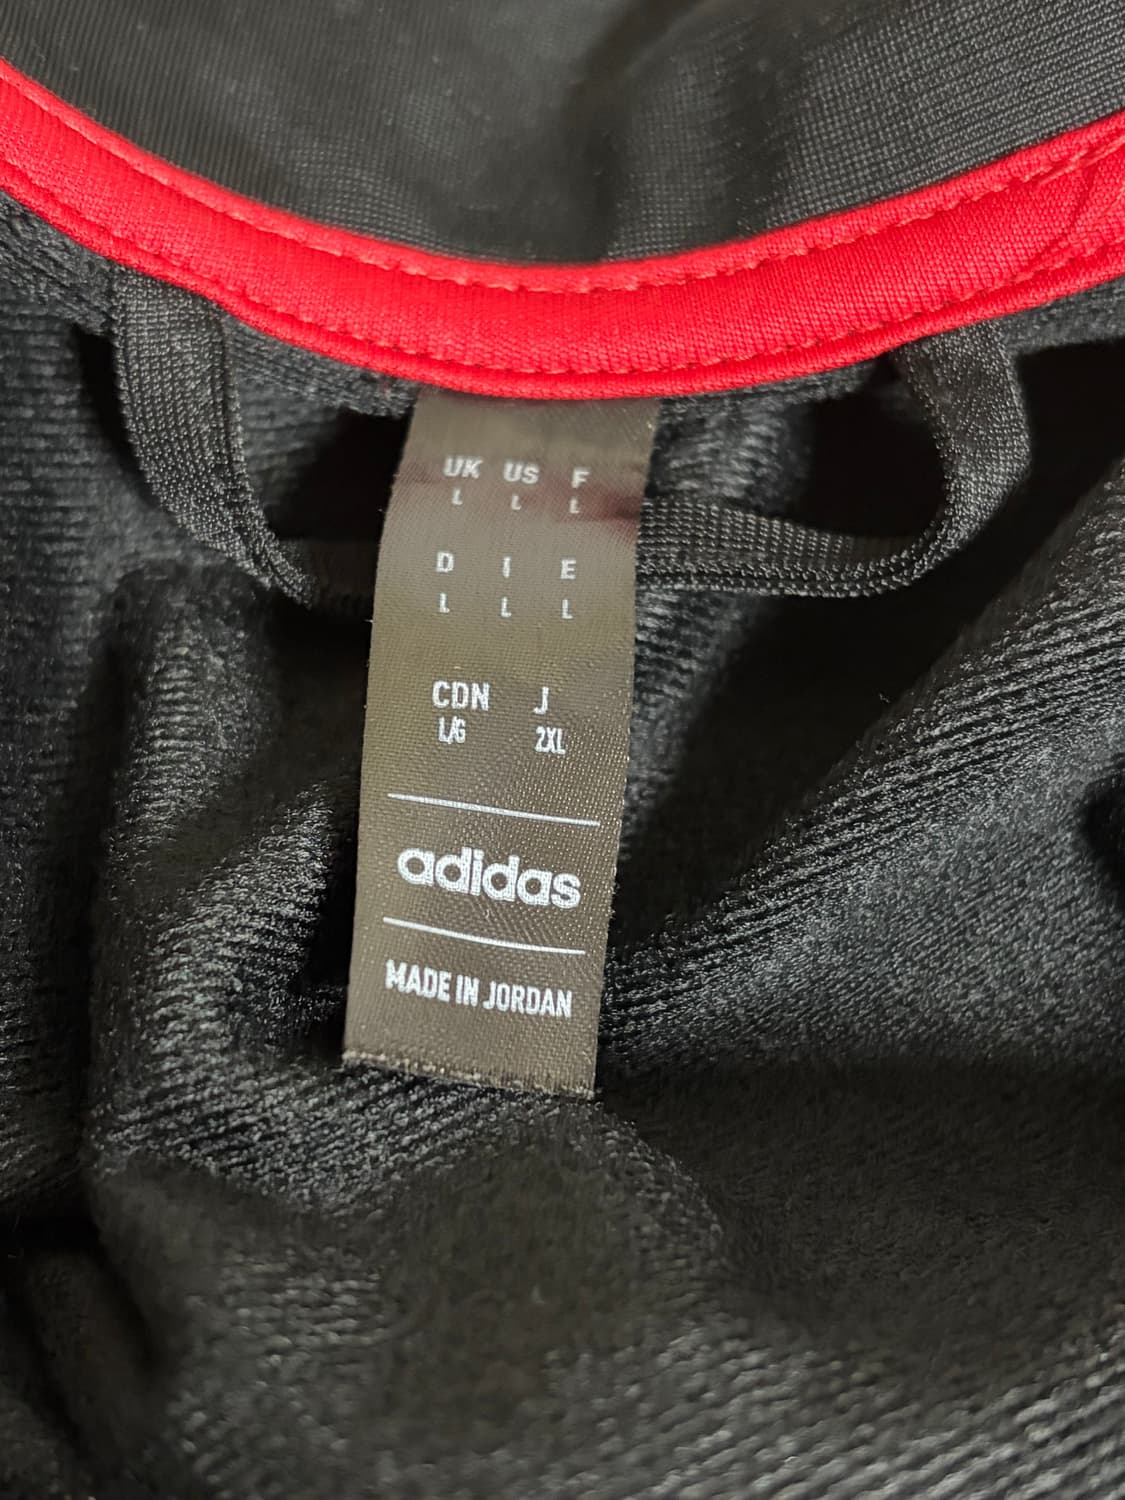 UK US F
L L L
D I E
L L L
CDN J
L/G 2XL
adidas
MADE IN JORDAN